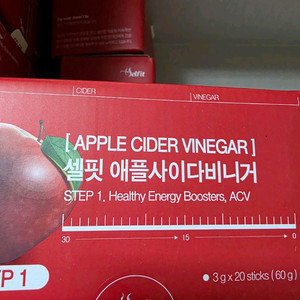 Selfit
CIDER
VINEGAR
[ APPLE CIDER VINEGAR ]
셀핏 애플사이다비니거
STEP 1, Healthy Energy Boosters, ACV
30 15 0
3 g x 20 sticks ( 60 g )